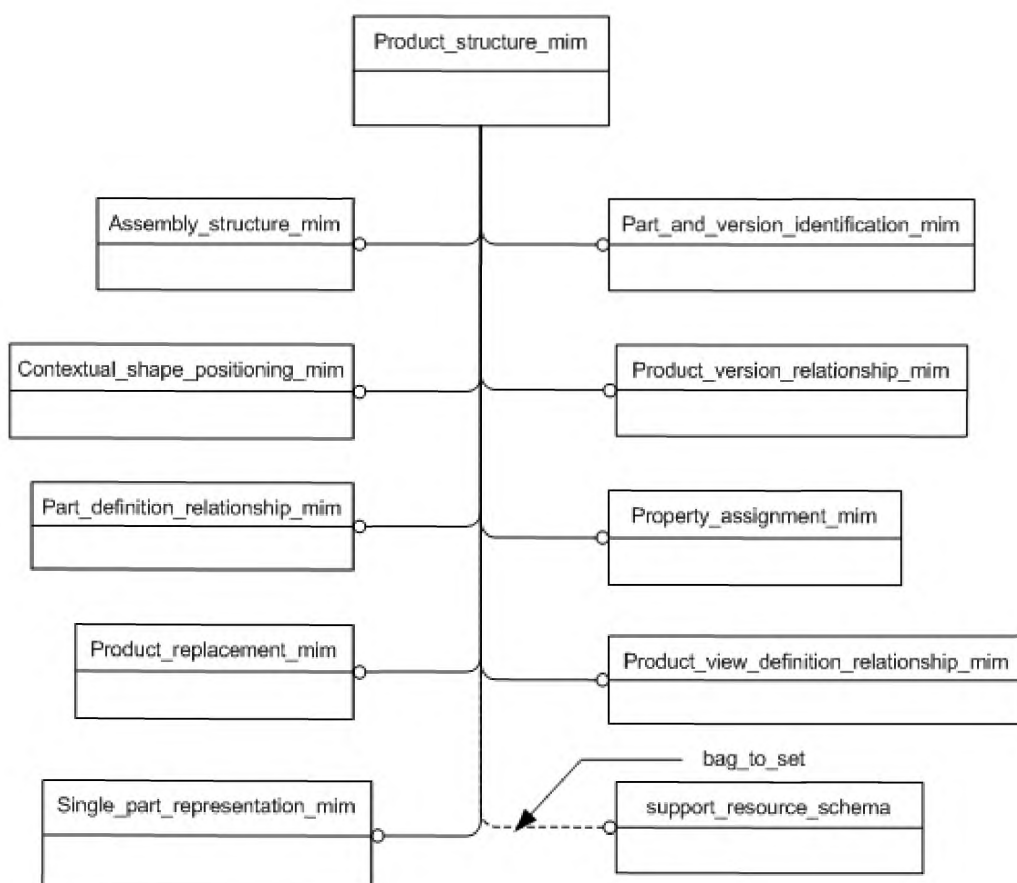 Product_structure_mim
Assembly_structure_mim
Part_and_version_identification_mim
Contextual_shape_positioning_mim
Product_version_relationship_mim
Part_definition_relationship_mim
Property_assignment_mim
Product_replacement_mim
Product_view_definition_relationship_mim
bag_to_set
Single_part_representation_mim
support_resource_schema